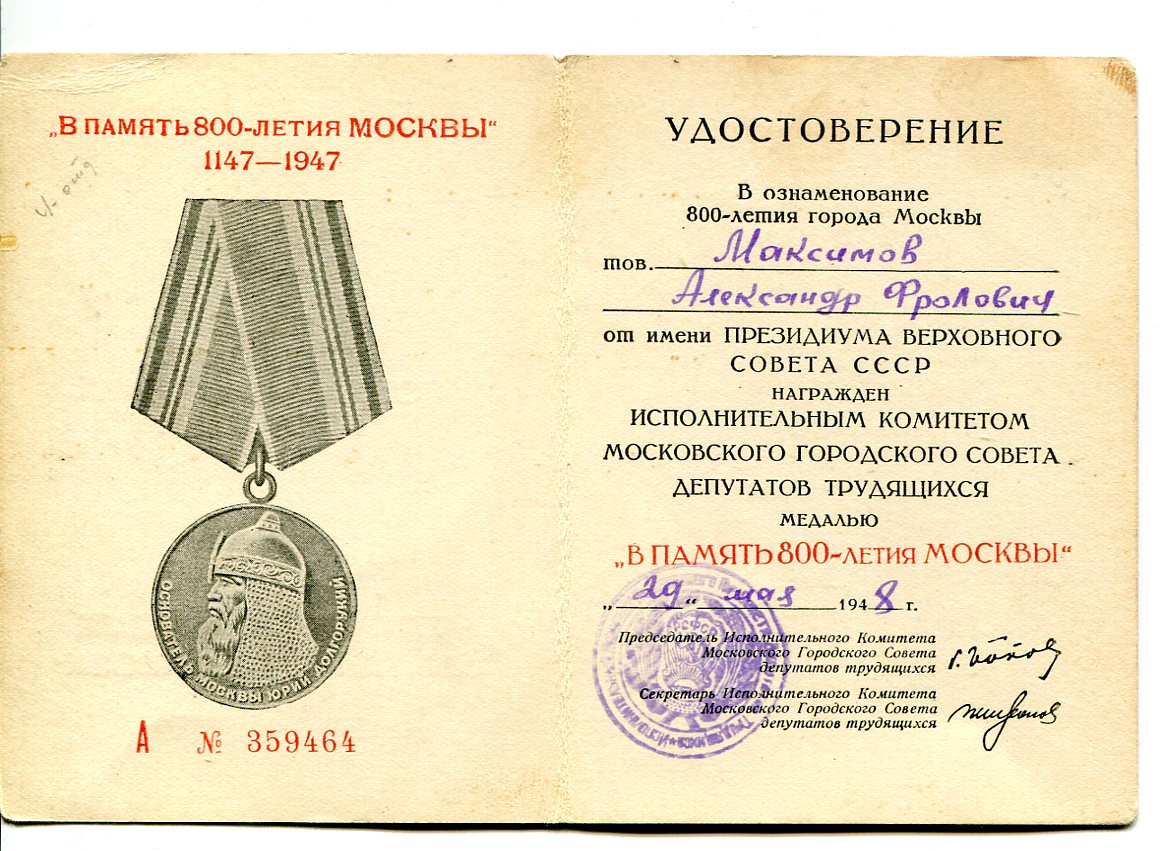 „В ПАМЯТЬ 800-ЛЕТИЯ МОСКВЫ“
1147—1947
ОСНОВАТЕЛЬ МОСКВЫ ЮРИЙ ДОЛГОРУКИЙ
А № 359464
УДОСТОВЕРЕНИЕ
В ознаменование
800-летия города Москвы
тов. Максимов
Александр Фролович
от имени ПРЕЗИДИУМА ВЕРХОВНОГО
СОВЕТА СССР
НАГРАЖДЕН
ИСПОЛНИТЕЛЬНЫМ КОМИТЕТОМ
МОСКОВСКОГО ГОРОДСКОГО СОВЕТА
ДЕПУТАТОВ ТРУДЯЩИХСЯ
МЕДАЛЬЮ
„В ПАМЯТЬ 800-ЛЕТИЯ МОСКВЫ“
„29“ мая 1948 г.
Председатель Исполнительного Комитета
Московского Городского Совета
депутатов трудящихся
Г. Попов
Секретарь Исполнительного Комитета
Московского Городского Совета
депутатов трудящихся
РСФСР